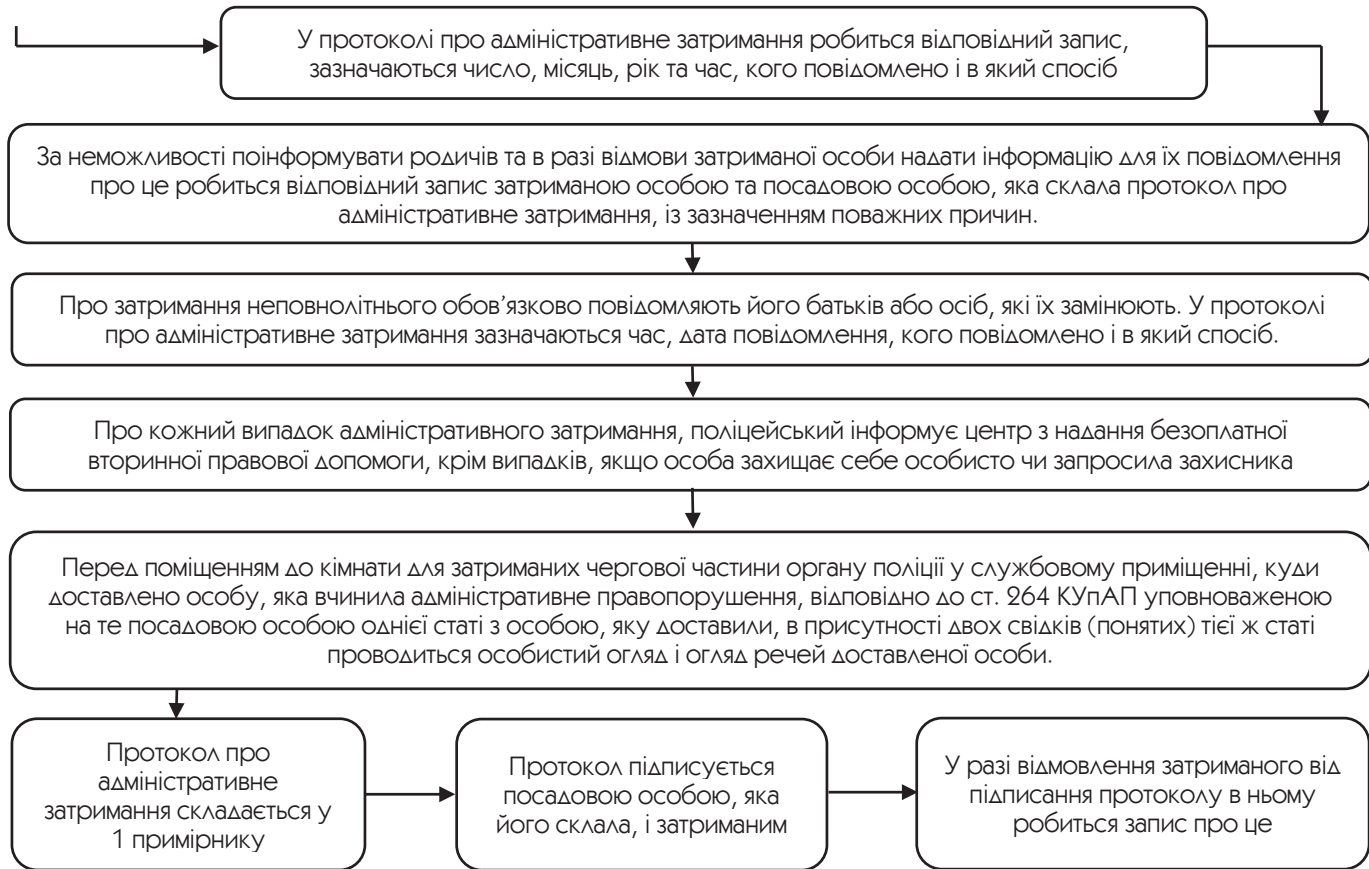 У протоколі про адміністративне затримання робиться відповідний запис,
зазначаються число, місяць, рік та час, кого повідомлено і в який спосіб
За неможливості поінформувати родичів та в разі відмови затриманої особи надати інформацію для їх повідомлення
про це робиться відповідний запис затриманою особою та посадовою особою, яка склала протокол про
адміністративне затримання, із зазначенням поважних причин.
Про затримання неповнолітнього обов’язково повідомляють його батьків або осіб, які їх замінюють. У протоколі
про адміністративне затримання зазначаються час, дата повідомлення, кого повідомлено і в який спосіб.
Про кожний випадок адміністративного затримання, поліцейський інформує центр з надання безоплатної
вторинної правової допомоги, крім випадків, якщо особа захищає себе особисто чи запросила захисника
Перед поміщенням до кімнати для затриманих чергової частини органу поліції у службовому приміщенні, куди
доставлено особу, яка вчинила адміністративне правопорушення, відповідно до ст. 264 КУпАП уповноваженою
на те посадовою особою однієї статі з особою, яку доставили, в присутності двох свідків (понятих) тієї ж статі
проводиться особистий огляд і огляд речей доставленої особи.
Протокол про
адміністративне
затримання складається у
1 примірнику
Протокол підписується
посадовою особою, яка
його склала, і затриманим
У разі відмовлення затриманого від
підписання протоколу в ньому
робиться запис про це